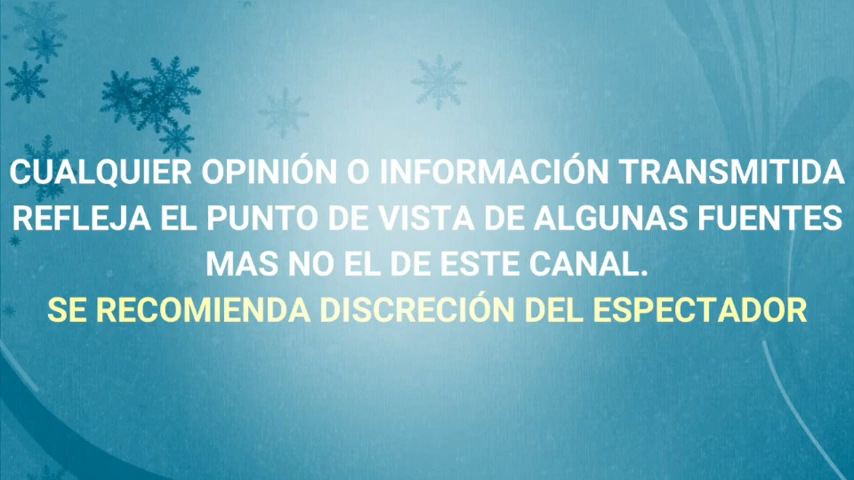 CUALQUIER OPINIÓN O INFORMACIÓN TRANSMITIDA
REFLEJA EL PUNTO DE VISTA DE ALGUNAS FUENTES
MAS NO EL DE ESTE CANAL.
SE RECOMIENDA DISCRECIÓN DEL ESPECTADOR